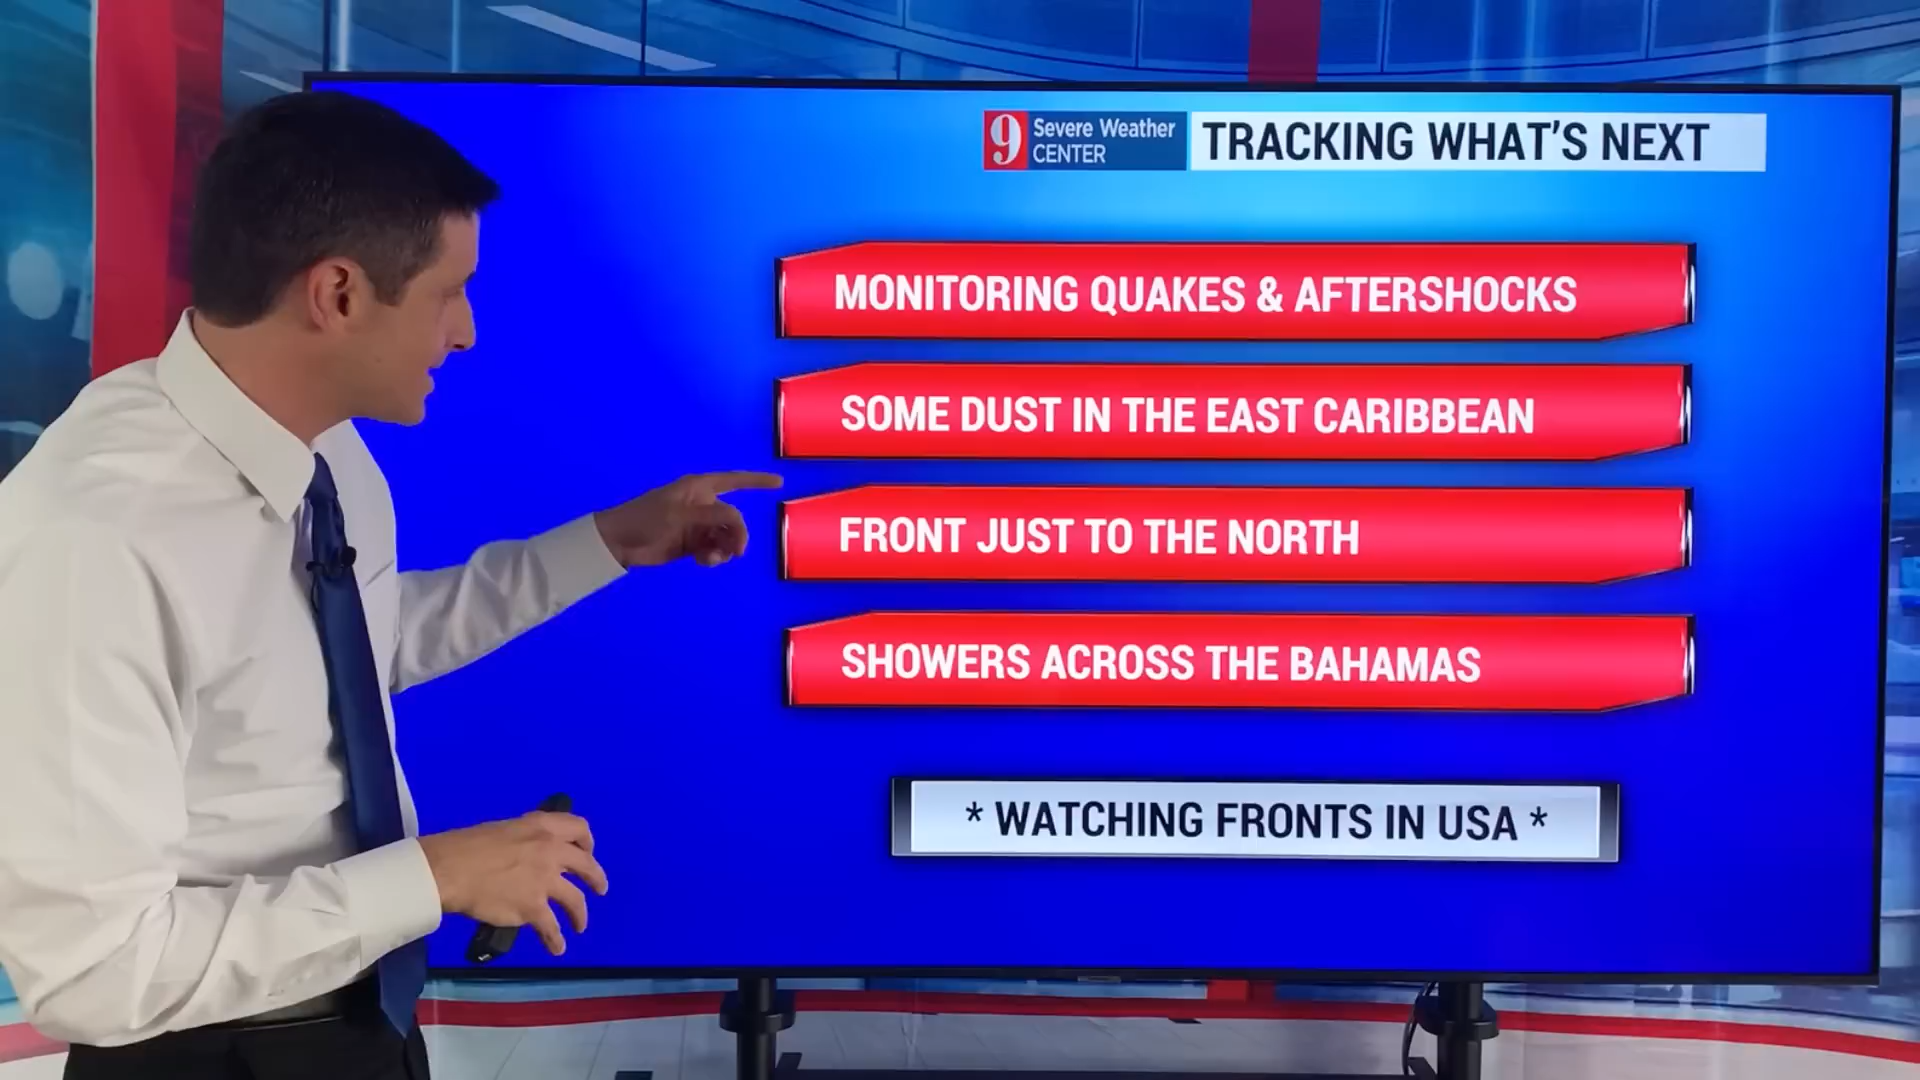 9 Severe Weather
CENTER
TRACKING WHAT'S NEXT
MONITORING QUAKES & AFTERSHOCKS
SOME DUST IN THE EAST CARIBBEAN
FRONT JUST TO THE NORTH
SHOWERS ACROSS THE BAHAMAS
* WATCHING FRONTS IN USA *